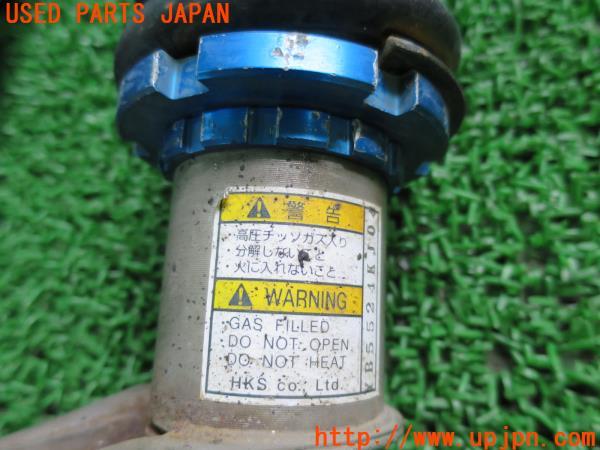 USED PARTS JAPAN
警告
高圧チッソガス入り
分解しないこと
火に入れないこと
WARNING
GAS FILLED
DO NOT OPEN
DO NOT HEAT
HKS co., Ltd.
http://www.upjpn.com